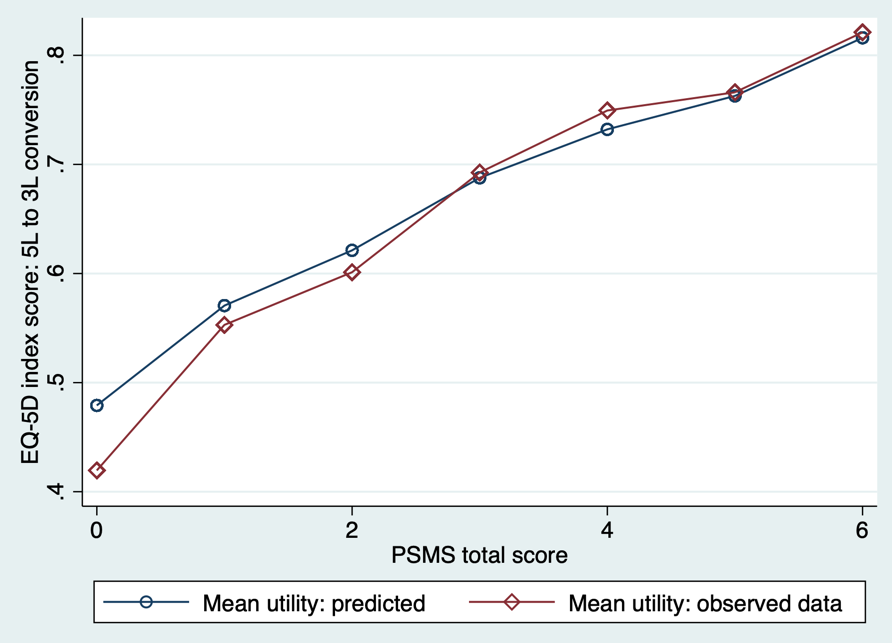 EQ-5D index score: 5L to 3L conversion
.8
.7
.6
.5
.4
0 2 4 6
PSMS total score
Mean utility: predicted Mean utility: observed data